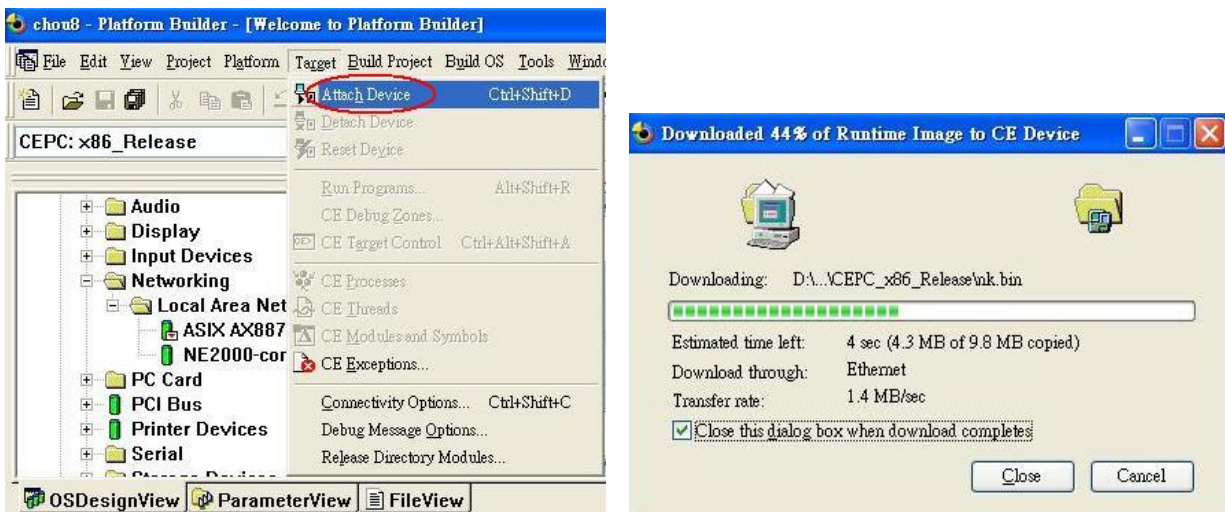 chou8 - Platform Builder - [Welcome to Platform Builder]
File Edit View Project Platform Target Build Project Build OS Tools
CEPC: x86_Release
Attach Device Ctrl+Shift+D
Detach Device
Reset Device
Run Programs... Alt+Shift+R
CE Debug Zones...
CE Target Control Ctrl+Alt+Shift+A
CE Processes
CE Threads
CE Modules and Symbols
CE Exceptions...
Connectivity Options... Ctrl+Shift+C
Debug Message Options...
Release Directory Modules...
Audio
Display
Input Devices
Networking
Local Area Net
ASIX AX887
NE2000-cor
PC Card
PCI Bus
Printer Devices
Serial
OSDesignView ParameterView FileView
Downloaded 44% of Runtime Image to CE Device
Downloading: D:\...\CEPC_x86_Release\nk.bin
Estimated time left: 4 sec (4.3 MB of 9.8 MB copied)
Download through: Ethernet
Transfer rate: 1.4 MB/sec
Close this dialog box when download completes
Close Cancel